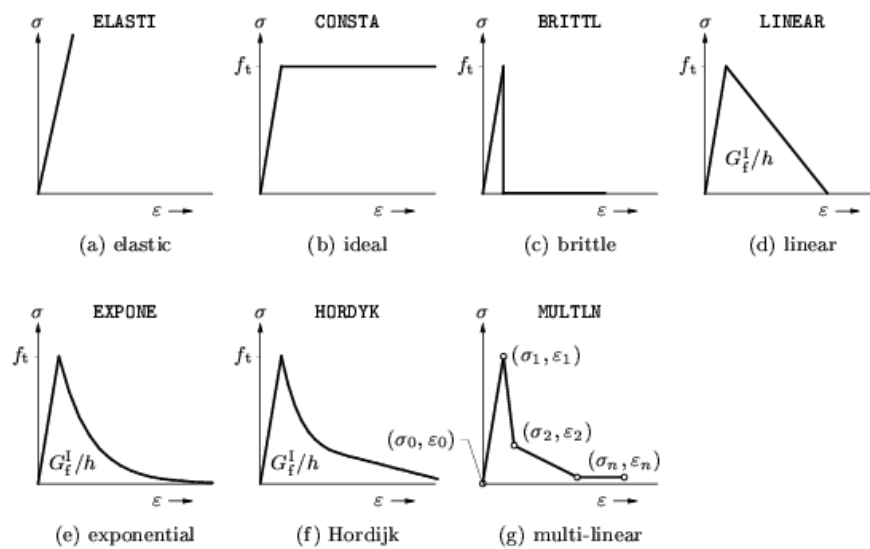 σ ELASTI
ε
(a) elastic
σ CONSTA
f_t
ε
(b) ideal
σ BRITTL
f_t
ε
(c) brittle
σ LINEAR
f_t
G_f^I/h
ε
(d) linear
σ EXPONE
f_t
G_f^I/h
ε
(e) exponential
σ HORDYK
f_t
G_f^I/h
ε
(f) Hordijk
σ MULTLN
(σ_1, ε_1)
(σ_0, ε_0)
(σ_2, ε_2)
(σ_n, ε_n)
ε
(g) multi-linear